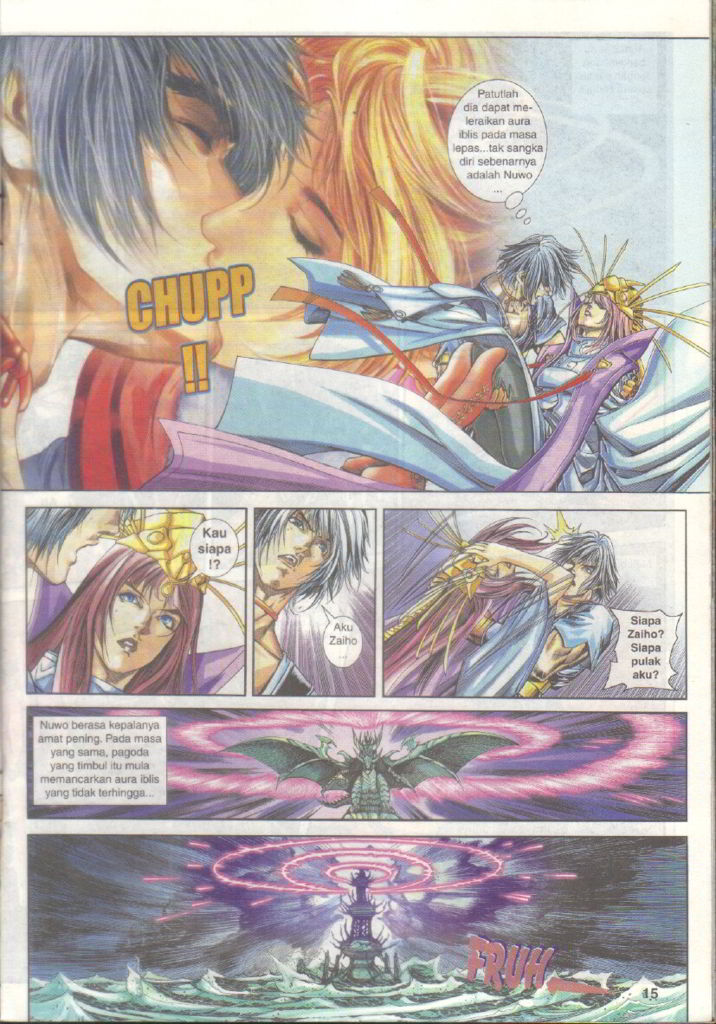 Patutlah
dia dapat me-
leraikan aura
iblis pada masa
lepas...tak sangka
diri sebenarnya
adalah Nuwo
...
CHUPP
!!
Kau
siapa
!?
Aku
Zaiho
...
Siapa
Zaiho?
Siapa
pulak
aku?
Nuwo berasa kepalanya
amat pening. Pada masa
yang sama, pagoda
yang timbul itu mula
memancarkan aura iblis
yang tidak terhingga...
FRUH
15